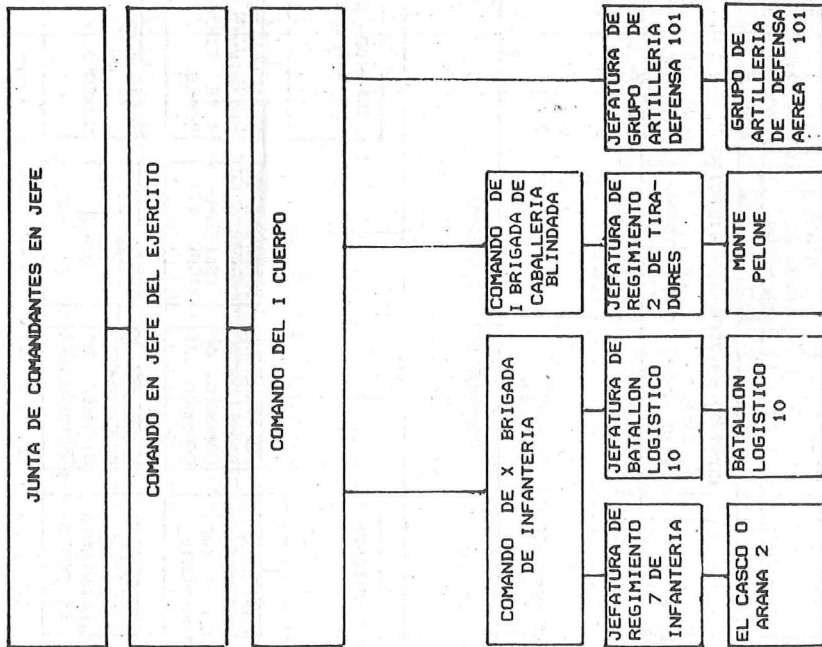 JUNTA DE COMANDANTES EN JEFE
COMANDO EN JEFE DEL EJERCITO
COMANDO DEL I CUERPO
COMANDO DE X BRIGADA
DE INFANTERIA
COMANDO DE
I BRIGADA DE
CABALLERIA
BLINDADA
JEFATURA DE
REGIMIENTO
7 DE
INFANTERIA
JEFATURA DE
BATALLON
LOGISTICO
10
JEFATURA DE
REGIMIENTO
2 DE TIRA-
DORES
JEFATURA DE
GRUPO DE
ARTILLERIA
DEFENSA 101
EL CASCO O
ARANA 2
BATALLON
LOGISTICO
10
MONTE
PELONE
GRUPO DE
ARTILLERIA
DE DEFENSA
AEREA 101